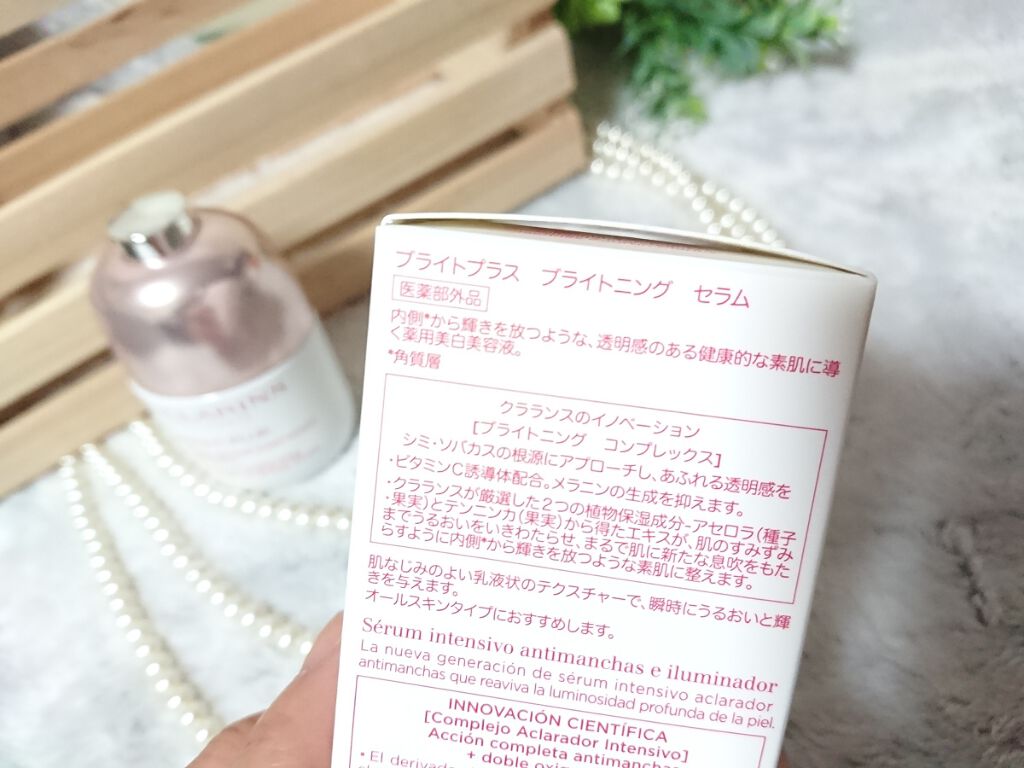 ブライトプラス ブライトニング セラム
医薬部外品
内側*から輝きを放つような、透明感のある健康的な素肌に導
く薬用美白美容液。
*角質層
クラランスのイノベーション
[ブライトニング コンプレックス]
シミ・ソバカスの根源にアプローチし、あふれる透明感を
・ビタミンC誘導体配合。メラニンの生成を抑えます。
・クラランスが厳選した2つの植物保湿成分-アセロラ(種子
・果実)とテンニンカ(果実)から得たエキスが、肌のすみずみ
までうるおいをいきわたらせ、まるで肌に新たな息吹をもた
らすように内側*から輝きを放つような素肌に整えます。
肌なじみのよい乳液状のテクスチャーで、瞬時にうるおいと輝
きを与えます。
オールスキンタイプにおすすめします。
Sérum intensivo antimanchas e iluminador
La nueva generación de sérum intensivo aclarador
antimanchas que reaviva la luminosidad profunda de la piel.
INNOVACIÓN CIENTÍFICA
[Complejo Aclarador Intensivo]
Acción completa antimanchas
+ doble
• El